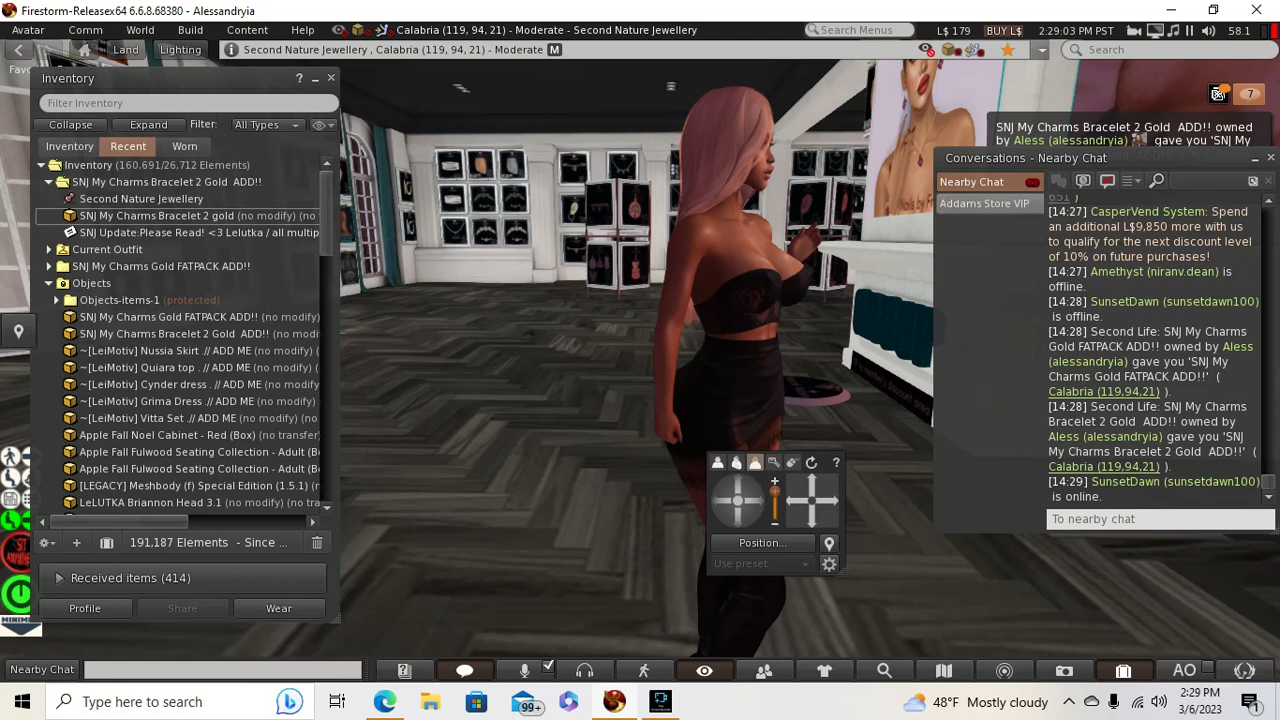 Firestorm-Releasex64 6.6.8.68380 - Alessandryia
Avatar Comm World Build Content Help Calabria (119, 94, 21) - Moderate - Second Nature Jewellery Search Menus L$ 179 BUY L$ 2:29:03 PM PST 58.1
Land Lighting Second Nature Jewellery , Calabria (119, 94, 21) - Moderate M Search
Inventory ?
Filter Inventory
Collapse Expand Filter: All Types
Inventory Recent Worn
Inventory (160,691/26,712 Elements)
SNJ My Charms Bracelet 2 Gold ADD!!
Second Nature Jewellery
SNJ My Charms Bracelet 2 gold (no modify) (no
SNJ Update:Please Read! <3 Lelutka / all multip
Current Outfit
SNJ My Charms Gold FATPACK ADD!!
Objects
Objects-items-1 (protected)
SNJ My Charms Gold FATPACK ADD!! (no modify)
SNJ My Charms Bracelet 2 Gold ADD!! (no modify)
~[LeiMotiv] Nussia Skirt .// ADD ME (no modify) (
~[LeiMotiv] Quiara top . // ADD ME (no modify) (
~[LeiMotiv] Cynder dress . // ADD ME (no modify)
~[LeiMotiv] Grima Dress .// ADD ME (no modify) (
~[LeiMotiv] Vitta Set .// ADD ME (no modify) (
Apple Fall Noel Cabinet - Red (Box) (no transfer)
Apple Fall Fulwood Seating Collection - Adult (Bo
Apple Fall Fulwood Seating Collection - Adult (Bo
[LEGACY] Meshbody (f) Special Edition (1.5.1) (no
LeLUTKA Briannon Head 3.1 (no modify) (no tra
191,187 Elements - Since ...
Received items (414)
Profile Share Wear
7
SNJ My Charms Bracelet 2 Gold ADD!! owned
by Aless (alessandryia) gave you 'SNJ My
Conversations - Nearby Chat
Nearby Chat
Addams Store VIP
[14:27] CasperVend System: Spend
an additional L$9,850 more with us
to qualify for the next discount level
of 10% on future purchases!
[14:27] Amethyst (niranv.dean) is
offline.
[14:28] SunsetDawn (sunsetdawn100)
is offline.
[14:28] Second Life: SNJ My Charms
Gold FATPACK ADD!! owned by Aless
(alessandryia) gave you 'SNJ My
Charms Gold FATPACK ADD!!' (
Calabria (119,94,21) ).
[14:28] Second Life: SNJ My Charms
Bracelet 2 Gold ADD!! owned by
Aless (alessandryia) gave you 'SNJ
My Charms Bracelet 2 Gold ADD!!' (
Calabria (119,94,21) ).
[14:29] SunsetDawn (sunsetdawn100)
is online.
To nearby chat
?
Position...
Use preset
Nearby Chat
AO
Type here to search
99+
48°F Mostly cloudy
2:29 PM
3/6/2023
1